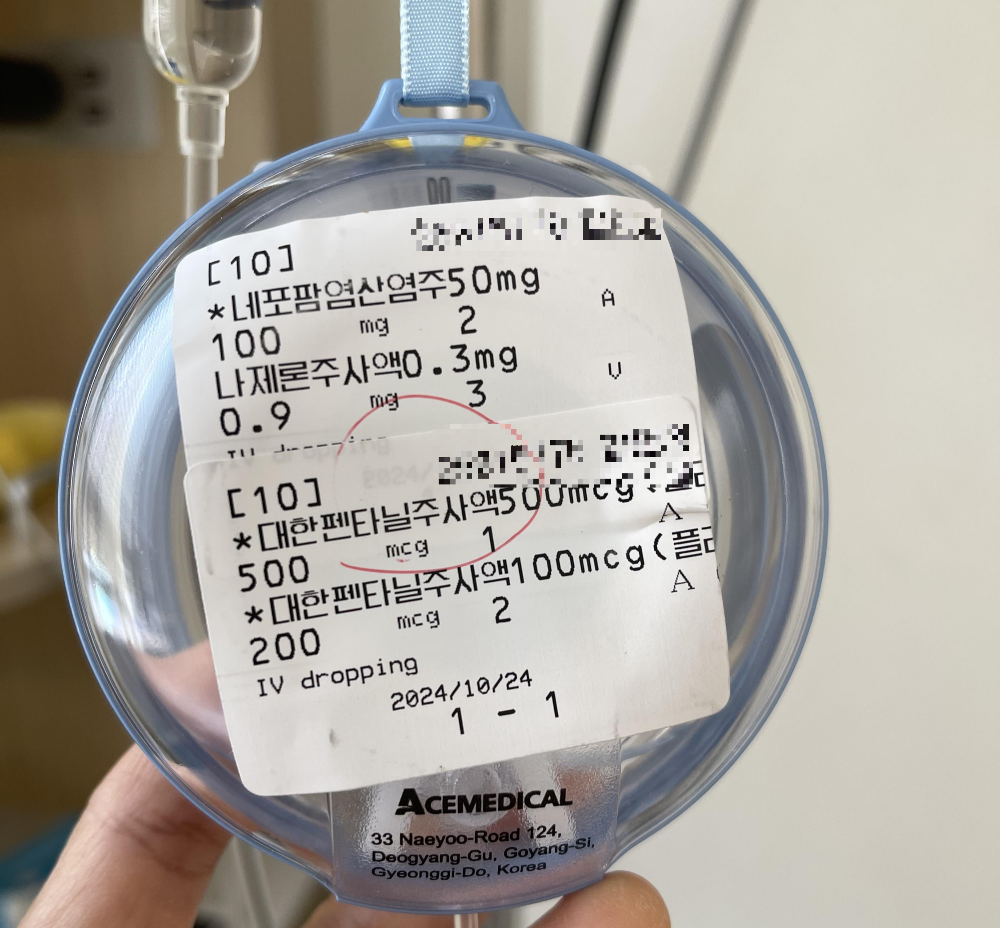 [10]
*네포팜염산염주50mg A
100 mg 2
나제론주사액0.3mg V
0.9 mg 3
IV dropping
2024/
[10]
*대한펜타닐주사액500mcg
A
500 mcg 1
*대한펜타닐주사액100mcg(플라
A
200 mcg 2
IV dropping
2024/10/24
1 - 1
ACEMEDICAL
33 Naeyoo-Road 124,
Deogyang-Gu, Goyang-Si,
Gyeonggi-Do, Korea